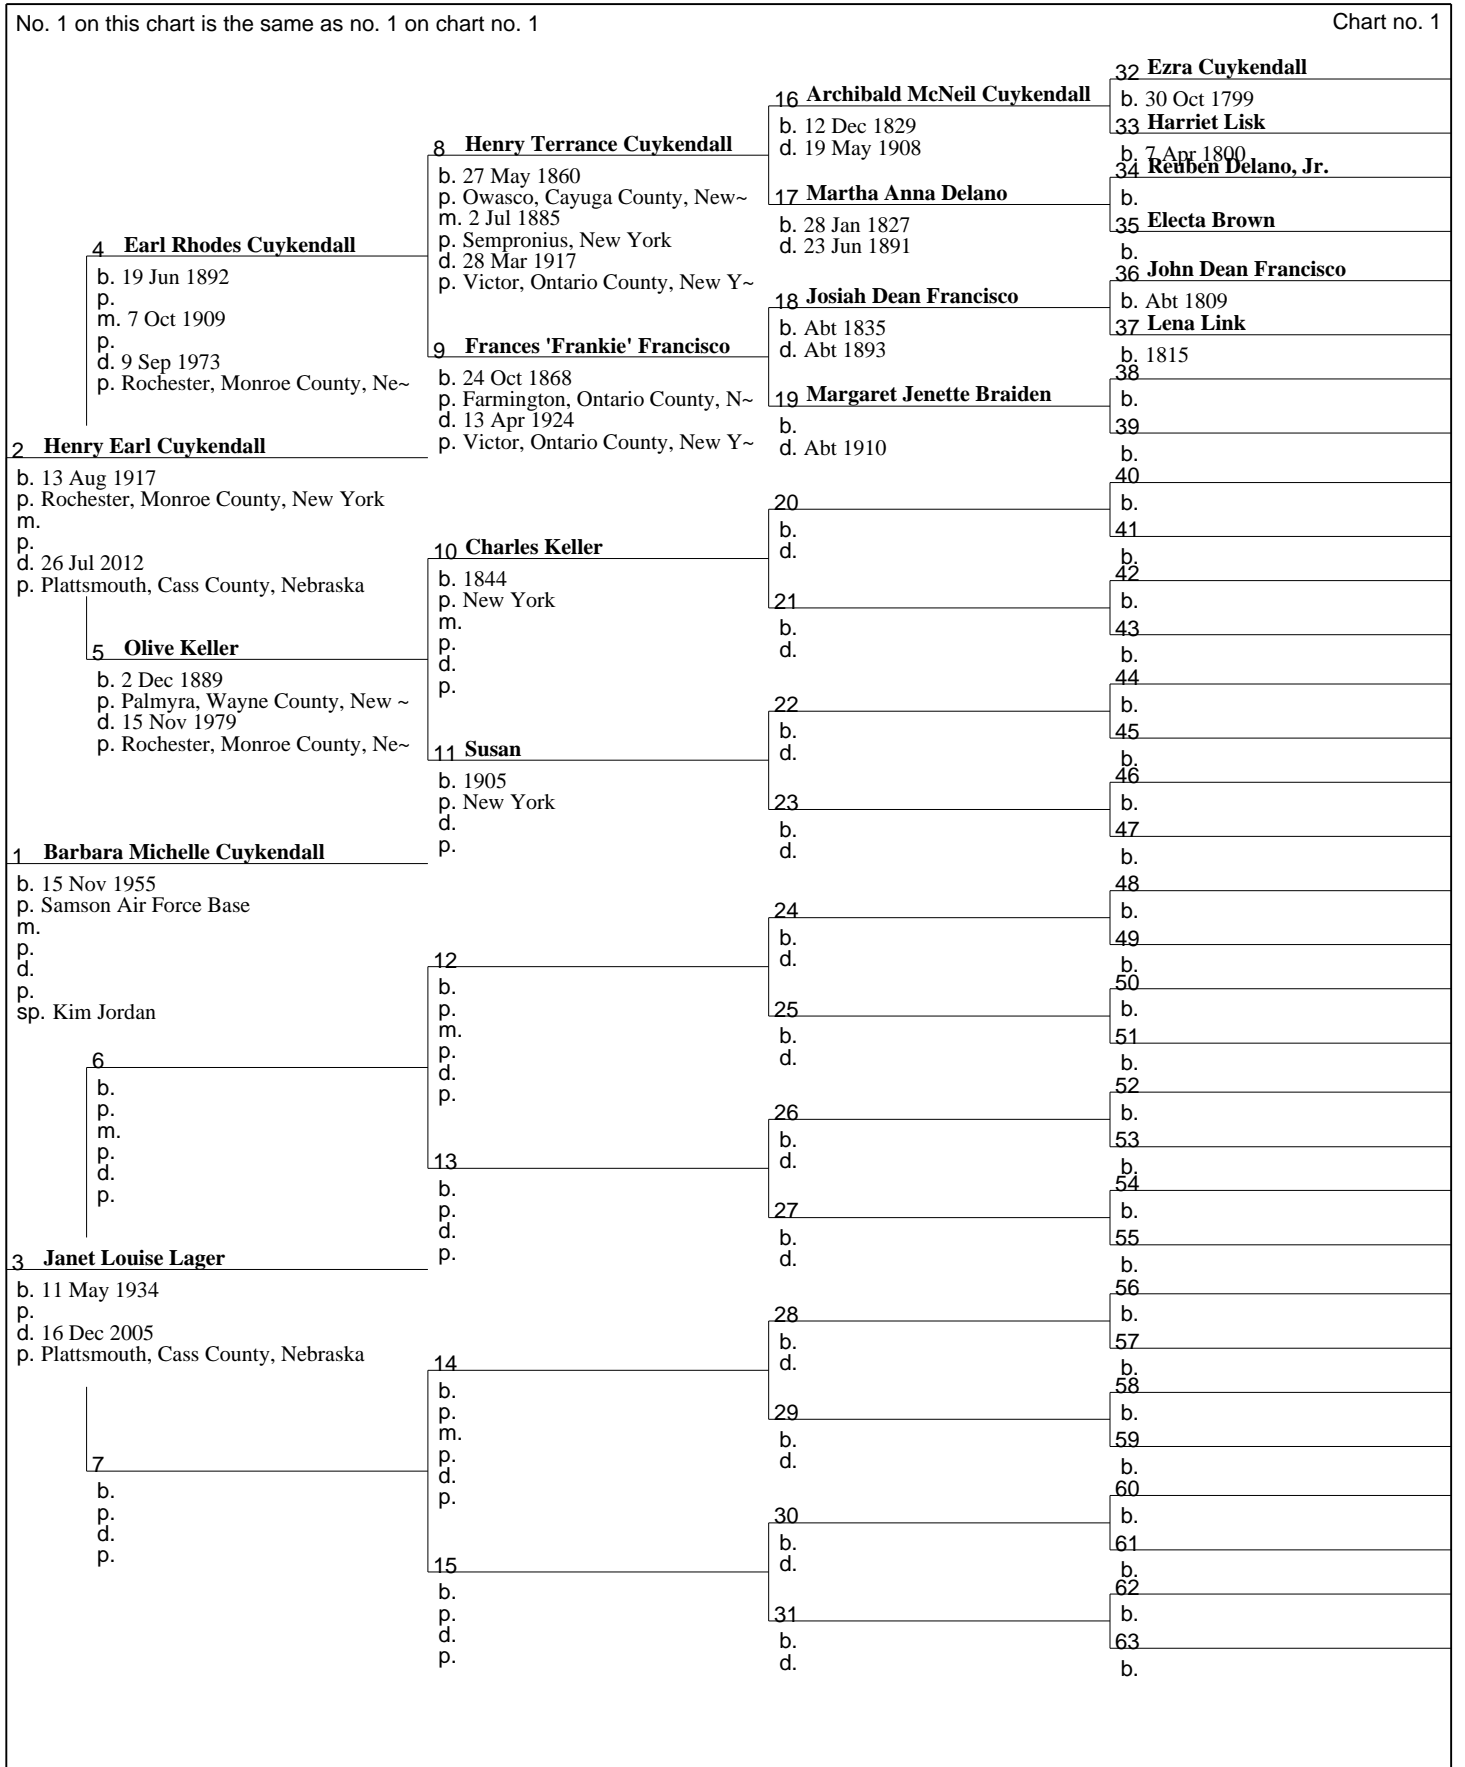 No. 1 on this chart is the same as no. 1 on chart no. 1
Chart no. 1
1 Barbara Michelle Cuykendall
b. 15 Nov 1955
p. Samson Air Force Base
m.
p.
d.
p.
sp. Kim Jordan
2 Henry Earl Cuykendall
b. 13 Aug 1917
p. Rochester, Monroe County, New York
m.
p.
d. 26 Jul 2012
p. Plattsmouth, Cass County, Nebraska
3 Janet Louise Lager
b. 11 May 1934
p.
d. 16 Dec 2005
p. Plattsmouth, Cass County, Nebraska
4 Earl Rhodes Cuykendall
b. 19 Jun 1892
p.
m. 7 Oct 1909
p.
d. 9 Sep 1973
p. Rochester, Monroe County, Ne~
5 Olive Keller
b. 2 Dec 1889
p. Palmyra, Wayne County, New ~
d. 15 Nov 1979
p. Rochester, Monroe County, Ne~
6
b.
p.
m.
p.
d.
p.
7
b.
p.
d.
p.
8 Henry Terrance Cuykendall
b. 27 May 1860
p. Owasco, Cayuga County, New~
m. 2 Jul 1885
p. Sempronius, New York
d. 28 Mar 1917
p. Victor, Ontario County, New Y~
9 Frances 'Frankie' Francisco
b. 24 Oct 1868
p. Farmington, Ontario County, N~
d. 13 Apr 1924
p. Victor, Ontario County, New Y~
10 Charles Keller
b. 1844
p. New York
m.
p.
d.
p.
11 Susan
b. 1905
p. New York
d.
p.
12
b.
p.
m.
p.
d.
p.
13
b.
p.
d.
p.
14
b.
p.
m.
p.
d.
p.
15
b.
p.
d.
p.
16 Archibald McNeil Cuykendall
b. 12 Dec 1829
d. 19 May 1908
17 Martha Anna Delano
b. 28 Jan 1827
d. 23 Jun 1891
18 Josiah Dean Francisco
b. Abt 1835
d. Abt 1893
19 Margaret Jenette Braiden
b.
d. Abt 1910
20
b.
d.
21
b.
d.
22
b.
d.
23
b.
d.
24
b.
d.
25
b.
d.
26
b.
d.
27
b.
d.
28
b.
d.
29
b.
d.
30
b.
d.
31
b.
d.
32 Ezra Cuykendall
b. 30 Oct 1799
33 Harriet Lisk
b. 7 Apr 1800
34 Reuben Delano, Jr.
b.
35 Electa Brown
b.
36 John Dean Francisco
b. Abt 1809
37 Lena Link
b. 1815
38
b.
39
b.
40
b.
41
b.
42
b.
43
b.
44
b.
45
b.
46
b.
47
b.
48
b.
49
b.
50
b.
51
b.
52
b.
53
b.
54
b.
55
b.
56
b.
57
b.
58
b.
59
b.
60
b.
61
b.
62
b.
63
b.